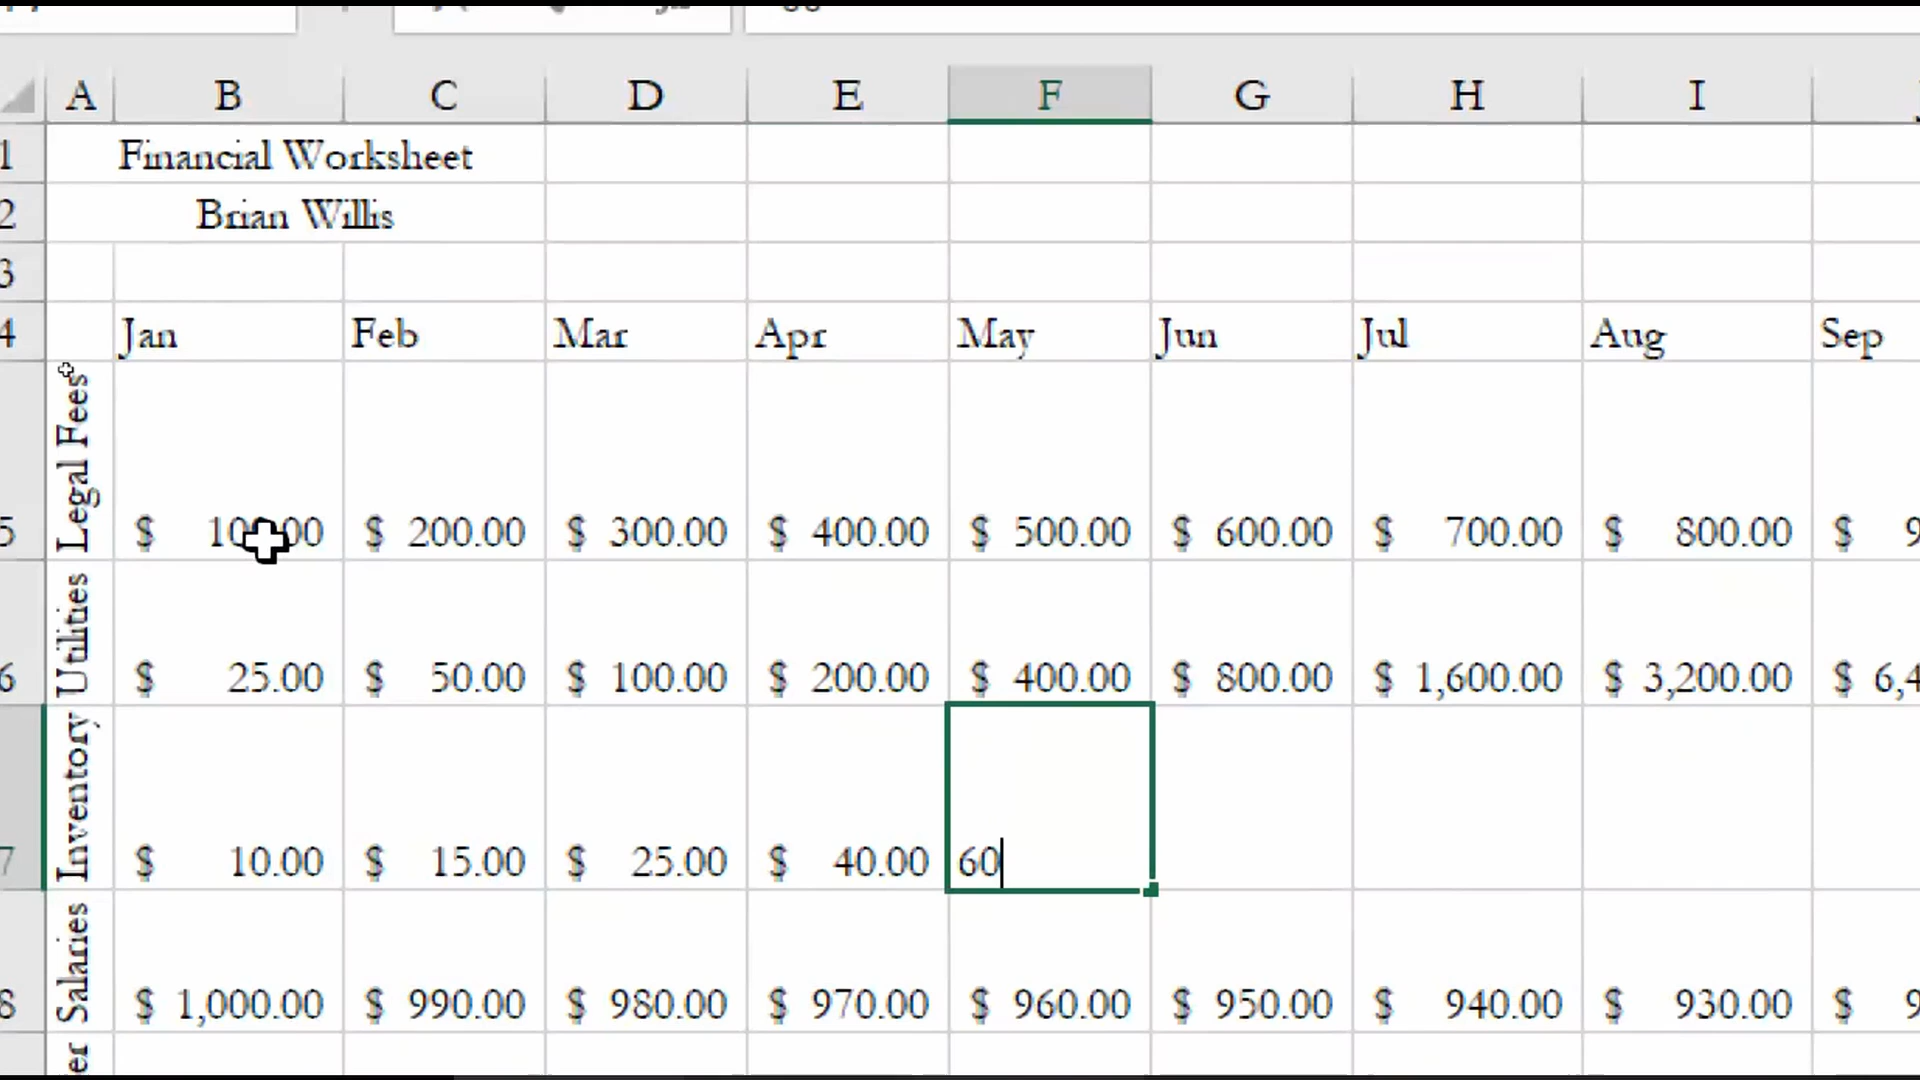 A B C D E F G H I
1 Financial Worksheet
2 Brian Willis
3
4 Jan Feb Mar Apr May Jun Jul Aug Sep
5 Legal Fees $ 200.00 $ 300.00 $ 400.00 $ 500.00 $ 600.00 $ 700.00 $ 800.00 $
6 Utilities $ 25.00 $ 50.00 $ 100.00 $ 200.00 $ 400.00 $ 800.00 $ 1,600.00 $ 3,200.00 $ 6,4
7 Inventory $ 10.00 $ 15.00 $ 25.00 $ 40.00 60
8 Salaries $ 1,000.00 $ 990.00 $ 980.00 $ 970.00 $ 960.00 $ 950.00 $ 940.00 $ 930.00 $ 9
er